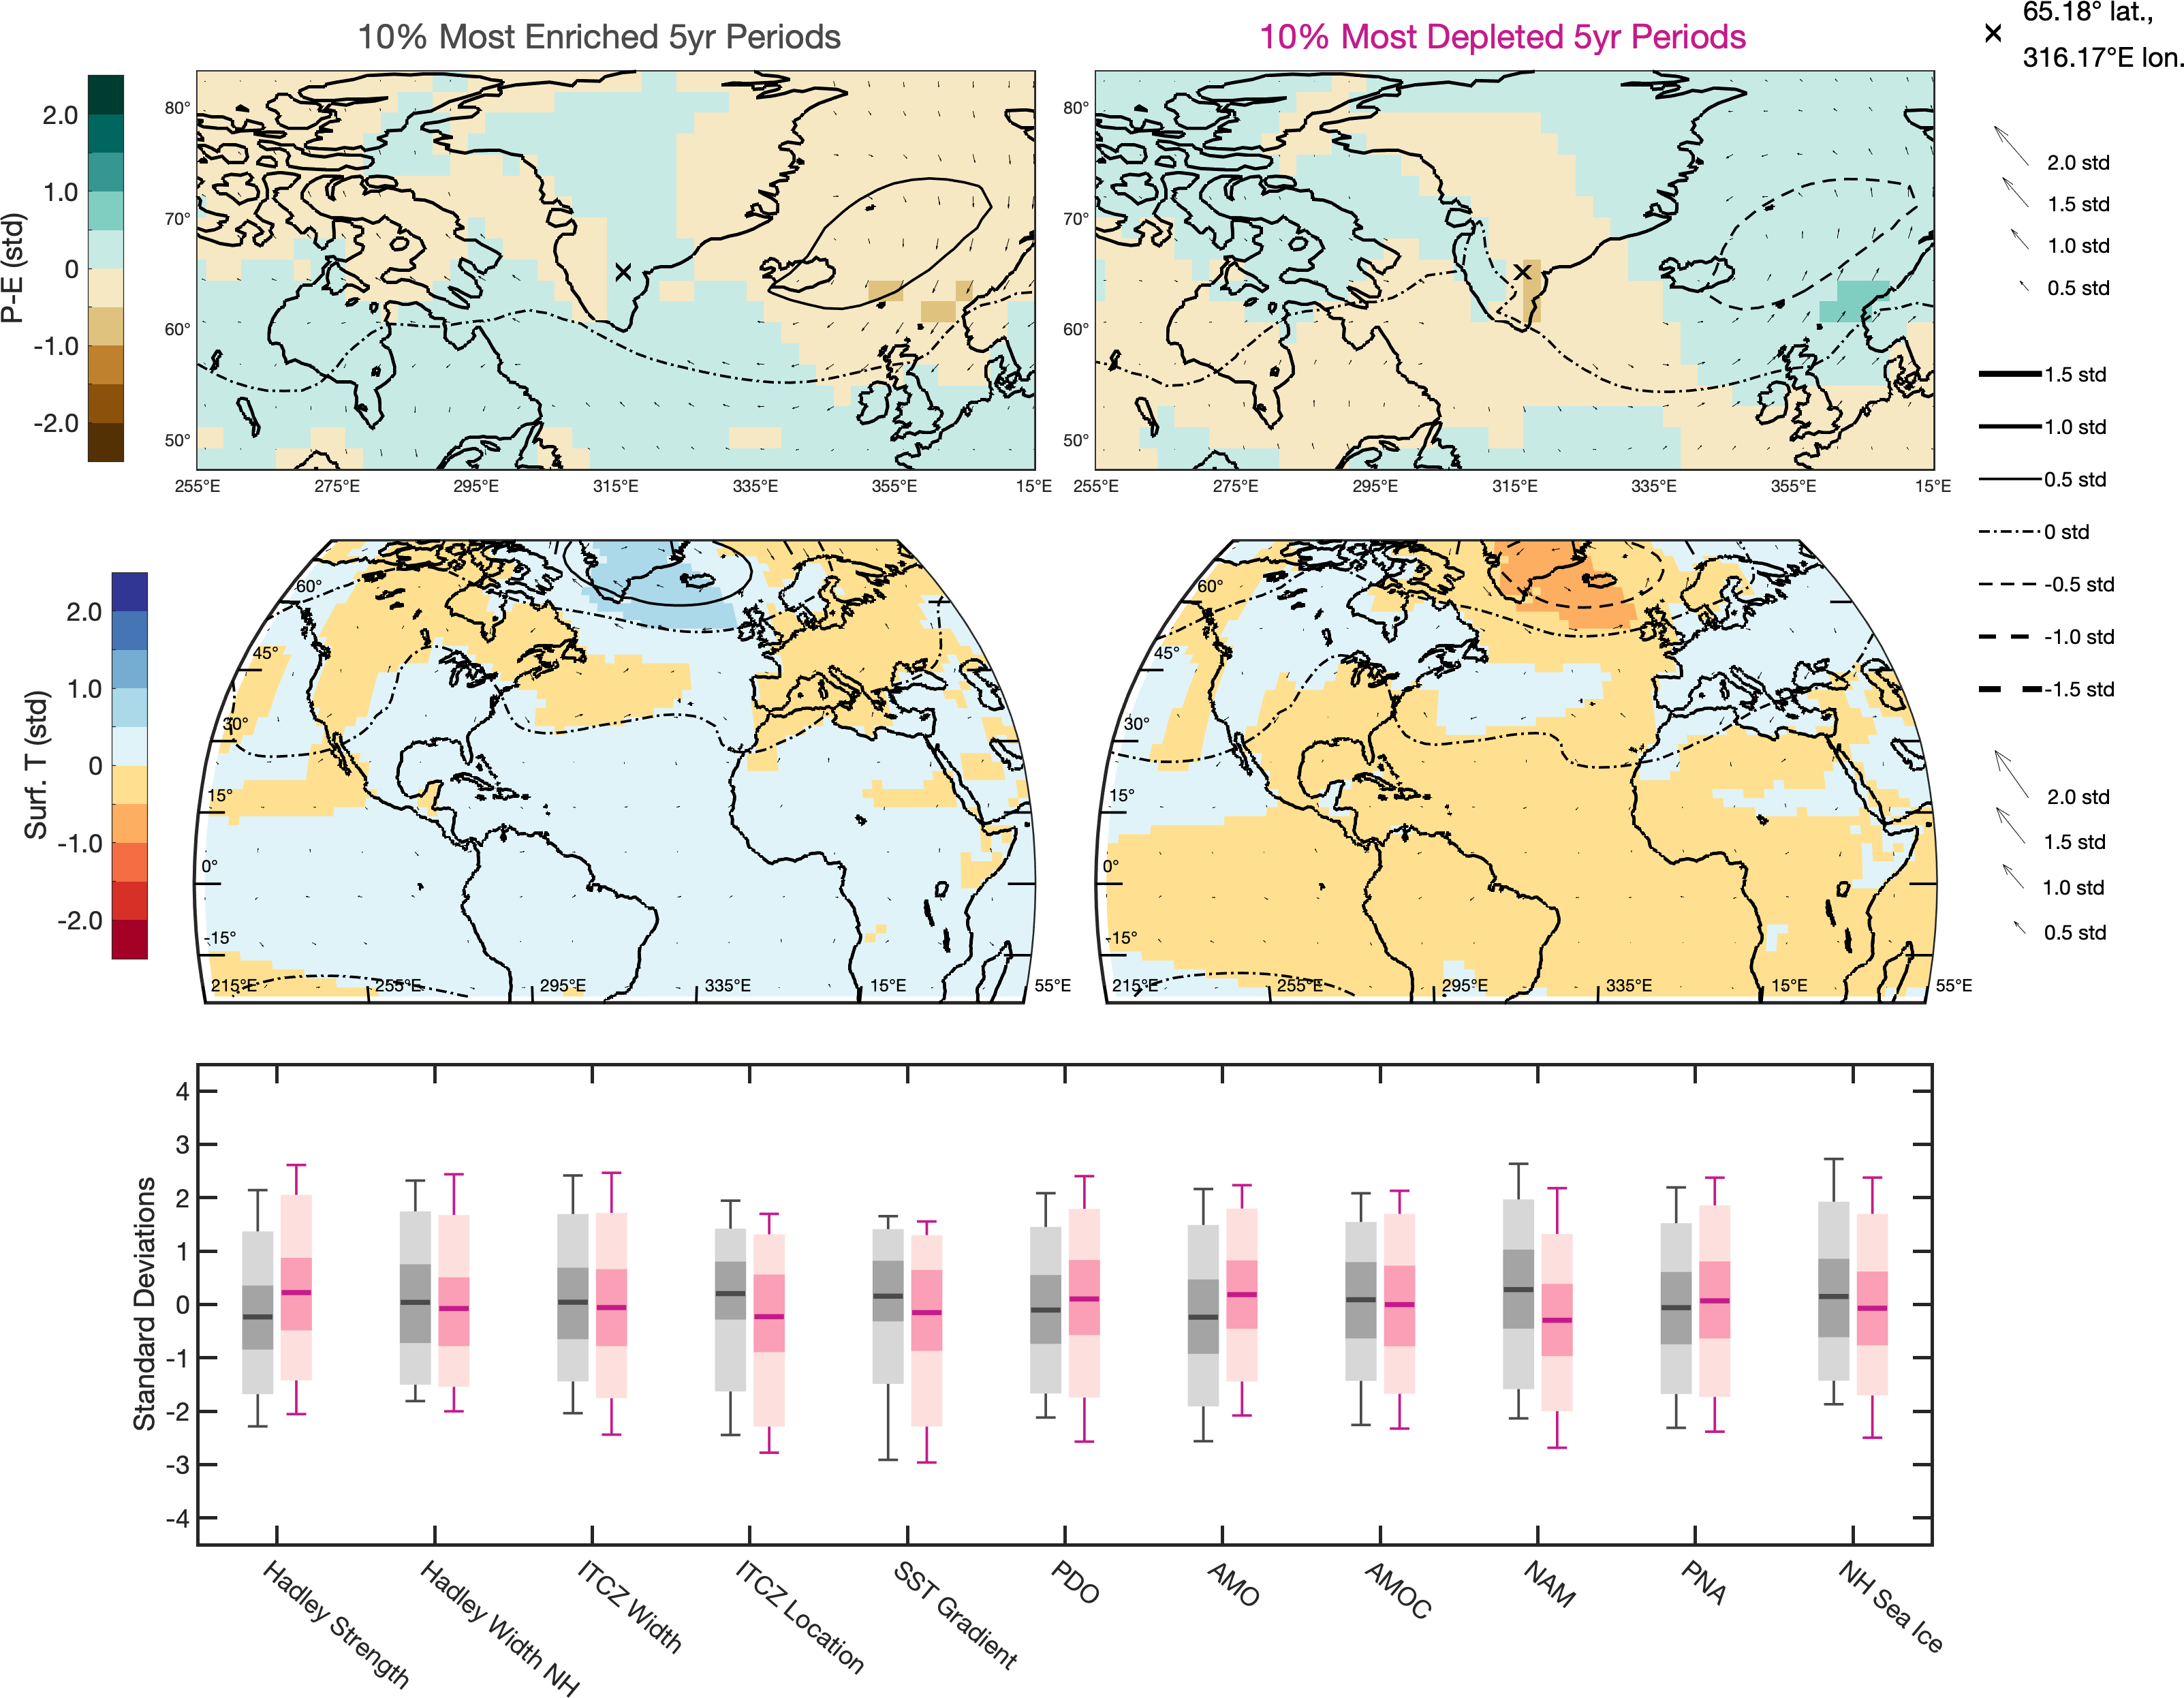 10% Most Enriched 5yr Periods
10% Most Depleted 5yr Periods
65.18° lat.,
316.17°E lon.
P-E (std)
2.0
1.0
0
-1.0
-2.0
80°
70°
60°
50°
255°E
275°E
295°E
315°E
335°E
355°E
15°E
80°
70°
60°
50°
255°E
275°E
295°E
315°E
335°E
355°E
15°E
2.0 std
1.5 std
1.0 std
0.5 std
1.5 std
1.0 std
0.5 std
0 std
-0.5 std
-1.0 std
-1.5 std
Surf. T (std)
2.0
1.0
0
-1.0
-2.0
60°
45°
30°
15°
0°
-15°
215°E
255°E
295°E
335°E
15°E
55°E
60°
45°
30°
15°
0°
-15°
215°E
255°E
295°E
335°E
15°E
55°E
2.0 std
1.5 std
1.0 std
0.5 std
Standard Deviations
4
3
2
1
0
-1
-2
-3
-4
Hadley Strength
Hadley Width NH
ITCZ Width
ITCZ Location
SST Gradient
PDO
AMO
AMOC
NAM
PNA
NH Sea Ice